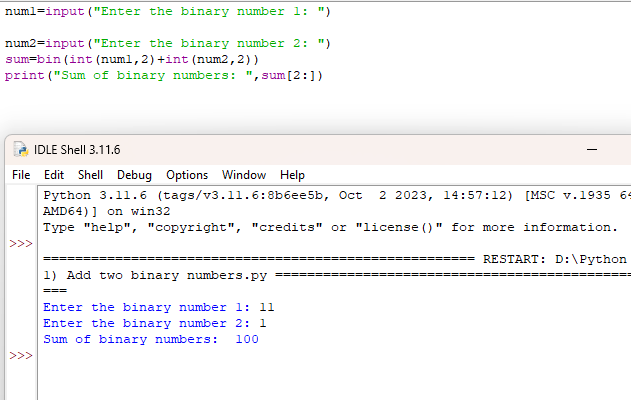 num1=input("Enter the binary number 1: ")
num2=input("Enter the binary number 2: ")
sum=bin(int(num1,2)+int(num2,2))
print("Sum of binary numbers: ",sum[2:])
IDLE Shell 3.11.6
File Edit Shell Debug Options Window Help
Python 3.11.6 (tags/v3.11.6:8b6ee5b, Oct  2 2023, 14:57:12) [MSC v.1935 64
AMD64)] on win32
Type "help", "copyright", "credits" or "license()" for more information.
>>>
====================================================== RESTART: D:\Python
1) Add two binary numbers.py =============================================
===
Enter the binary number 1: 11
Enter the binary number 2: 1
Sum of binary numbers:  100
>>>